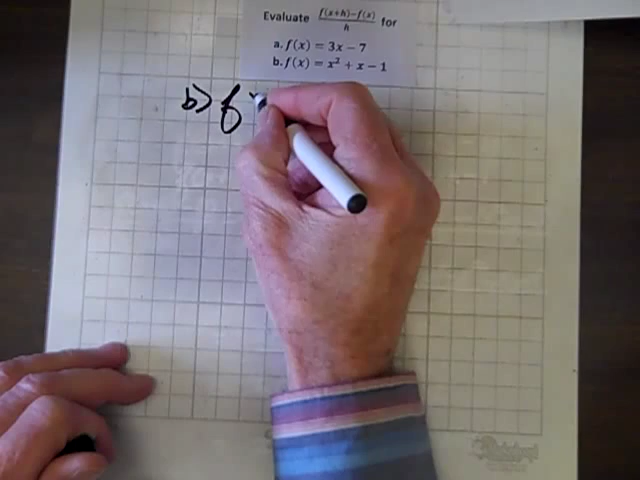 Evaluate f(x+h)−f(x)/h for
a. f(x) = 3x − 7
b. f(x) = x² + x − 1
b) f